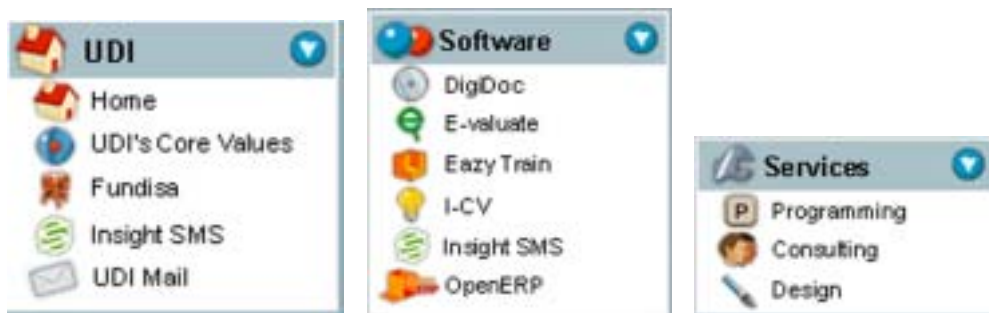 UDI
Home
UDI's Core Values
Fundisa
Insight SMS
UDI Mail
Software
DigiDoc
E-valuate
Eazy Train
I-CV
Insight SMS
OpenERP
Services
P Programming
Consulting
Design